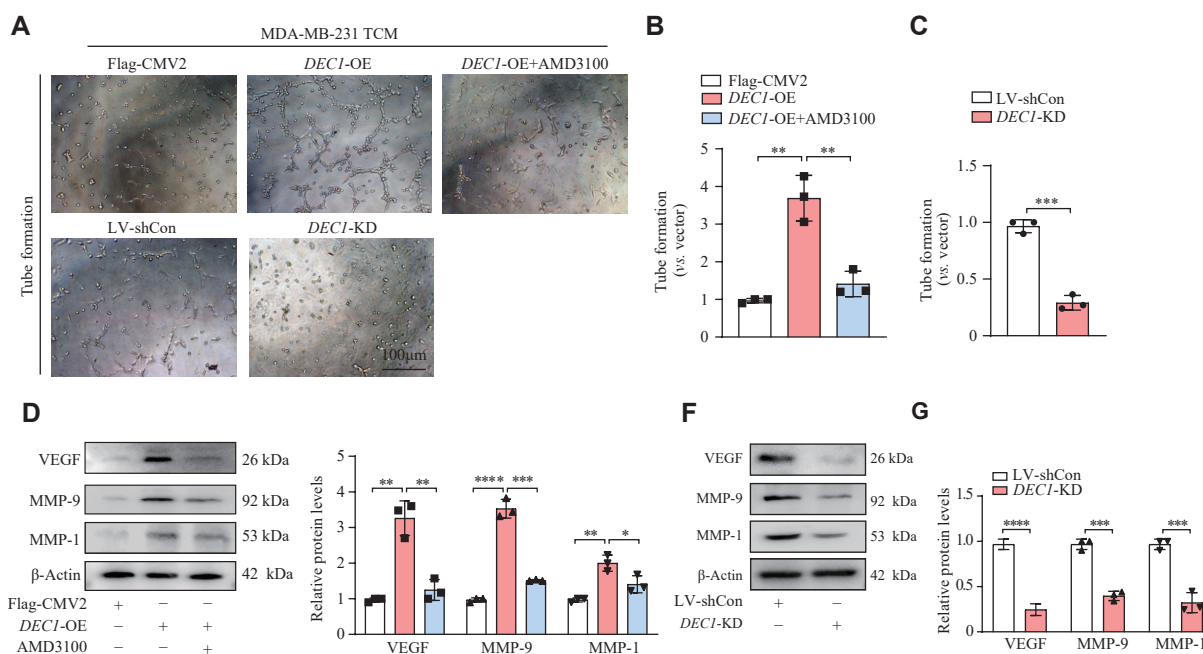 A
MDA-MB-231 TCM
Flag-CMV2
DEC1-OE
DEC1-OE+AMD3100
Tube formation
LV-shCon
DEC1-KD
100μm
B
Flag-CMV2
DEC1-OE
DEC1-OE+AMD3100
** **
Tube formation
(vs. vector)
5
4
3
2
1
0
C
LV-shCon
DEC1-KD
***
Tube formation
(vs. vector)
1.0
0.5
0
D
VEGF 26 kDa
MMP-9 92 kDa
MMP-1 53 kDa
β-Actin 42 kDa
Flag-CMV2 + − −
DEC1-OE − + +
AMD3100 − − +
Relative protein levels
5
4
3
2
1
0
** ** **** *** ** *
VEGF MMP-9 MMP-1
F
VEGF 26 kDa
MMP-9 92 kDa
MMP-1 53 kDa
β-Actin 42 kDa
LV-shCon + −
DEC1-KD − +
G
LV-shCon
DEC1-KD
Relative protein levels
1.0
0.5
0
**** *** ***
VEGF MMP-9 MMP-1